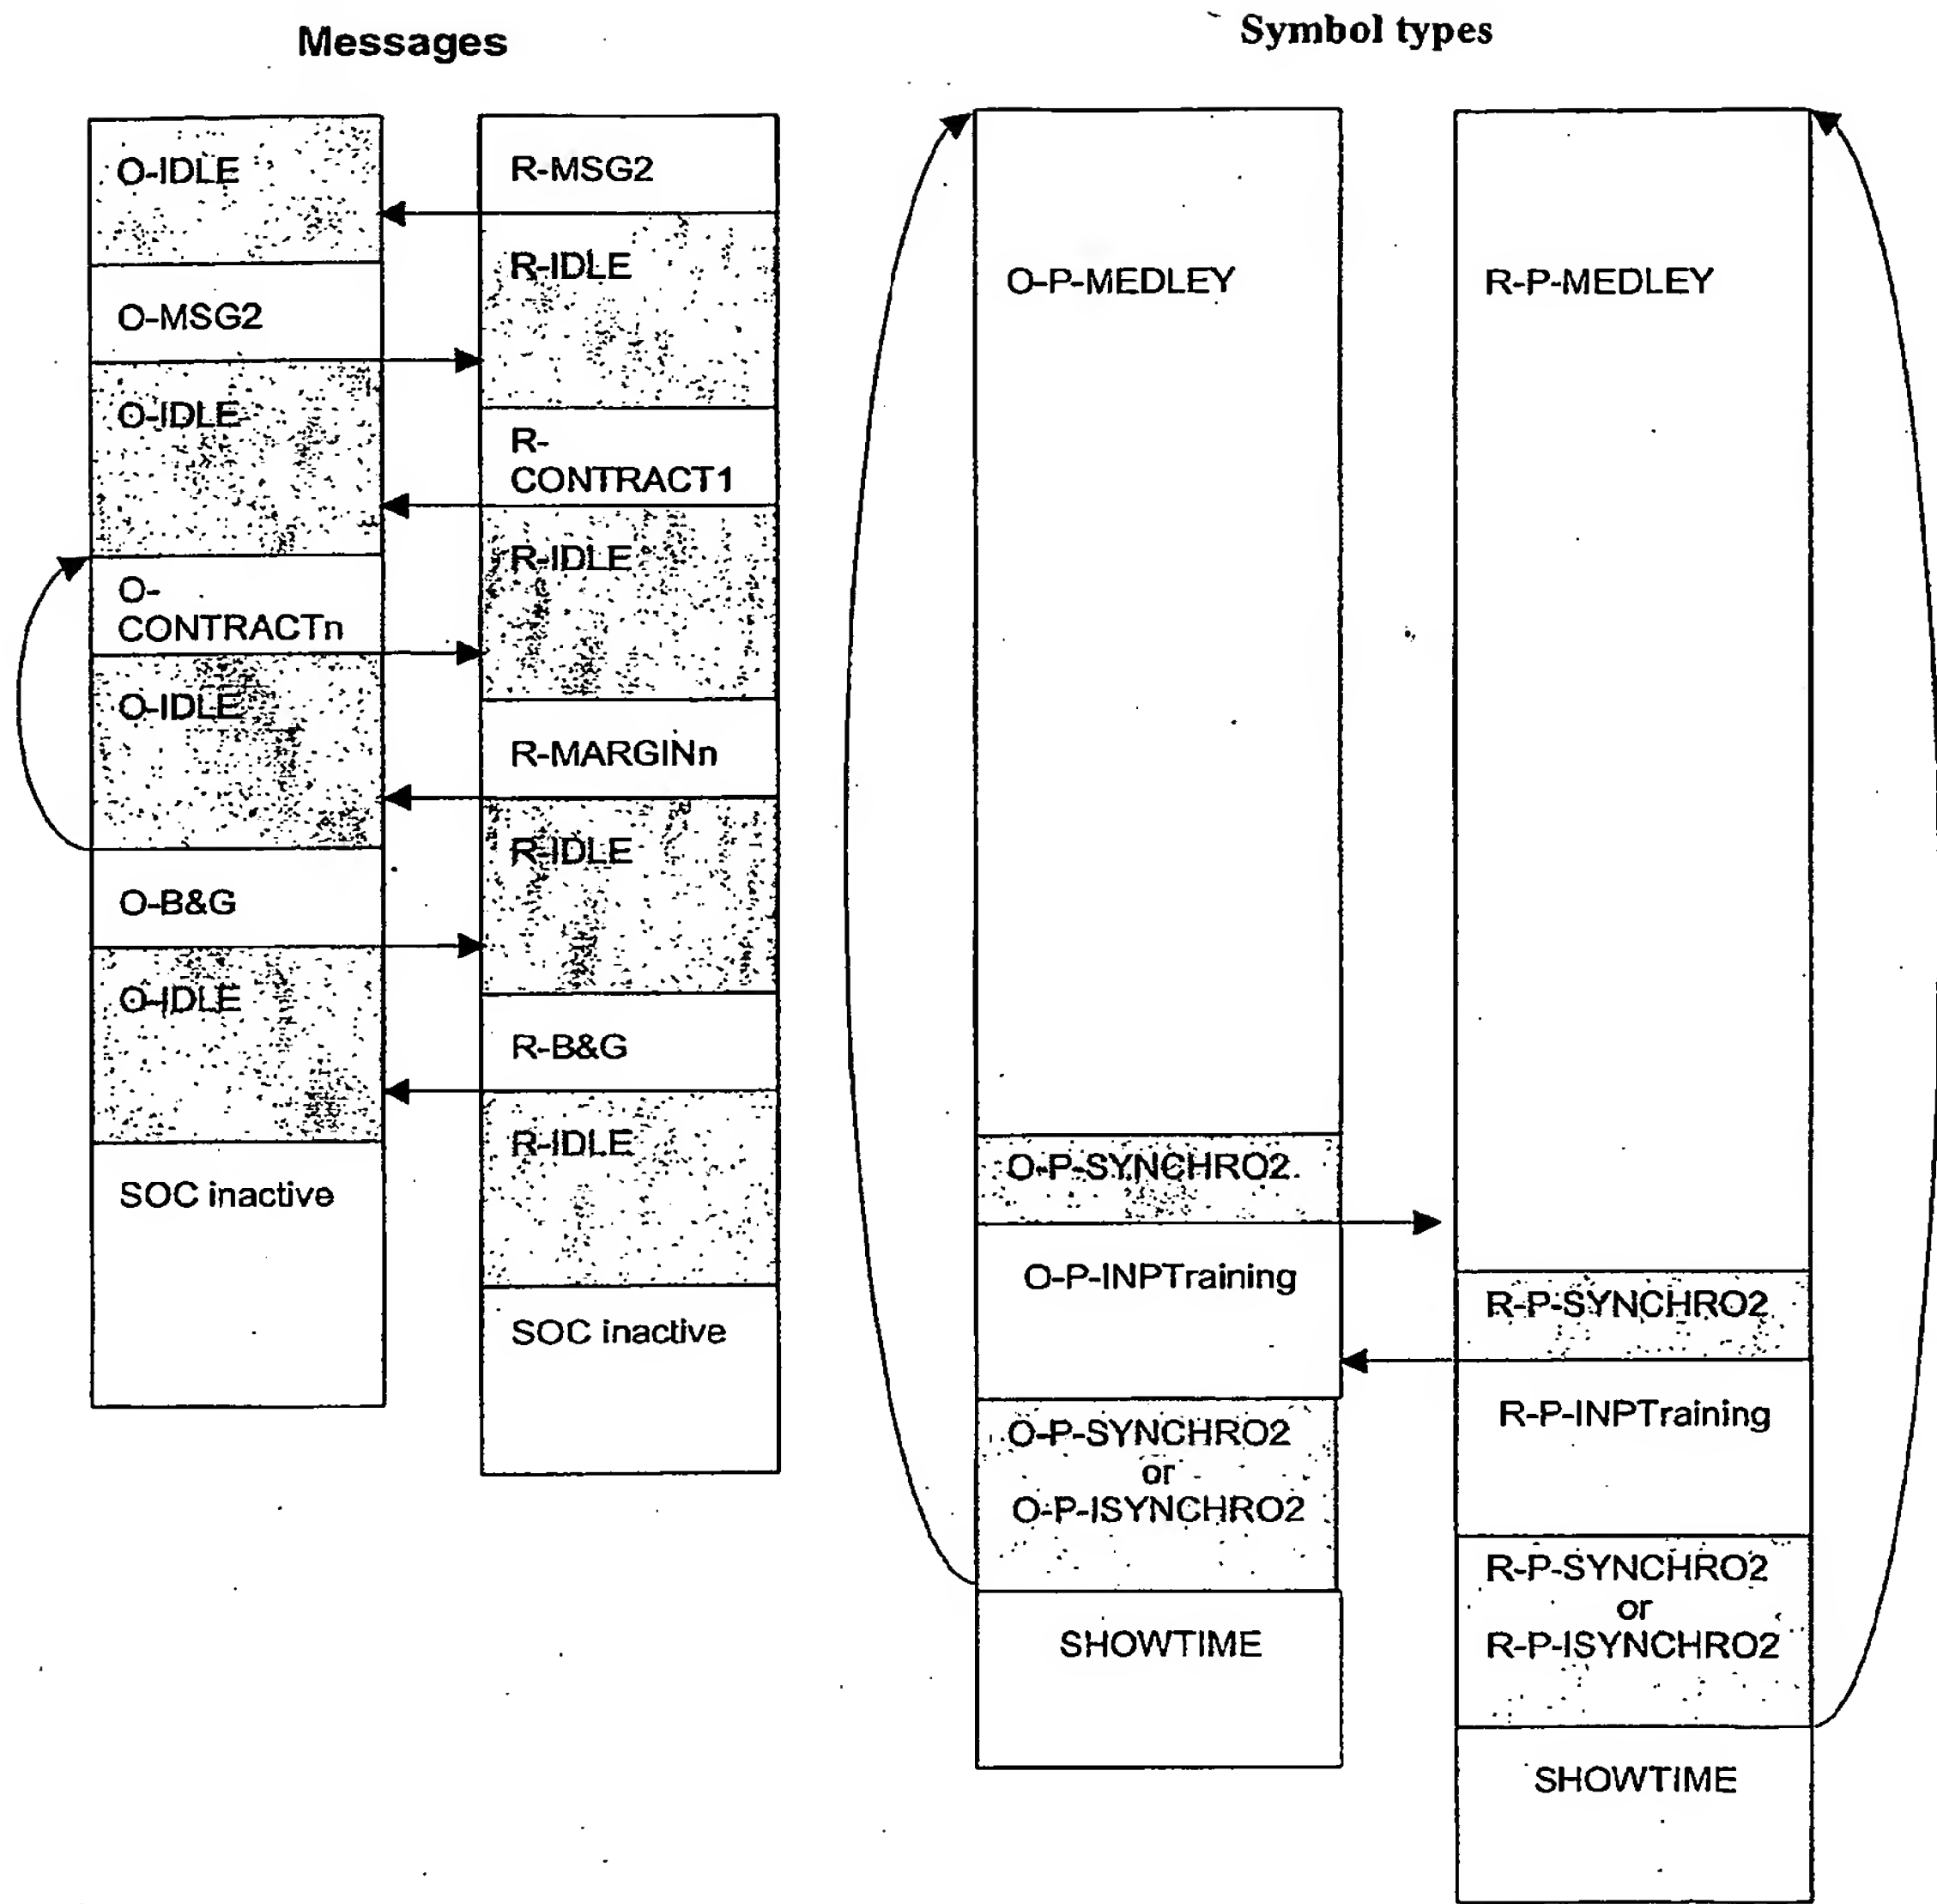 Messages
Symbol types
O-IDLE
O-MSG2
O-IDLE
O-
CONTRACTn
O-IDLE
O-B&G
O-IDLE
SOC inactive
R-MSG2
R-IDLE
R-
CONTRACT1
R-IDLE
R-MARGINn
R-IDLE
R-B&G
R-IDLE
SOC inactive
O-P-MEDLEY
O-P-SYNCHRO2
O-P-INPTraining
O-P-SYNCHRO2
or
O-P-ISYNCHRO2
SHOWTIME
R-P-MEDLEY
R-P-SYNCHRO2
R-P-INPTraining
R-P-SYNCHRO2
or
R-P-ISYNCHRO2
SHOWTIME